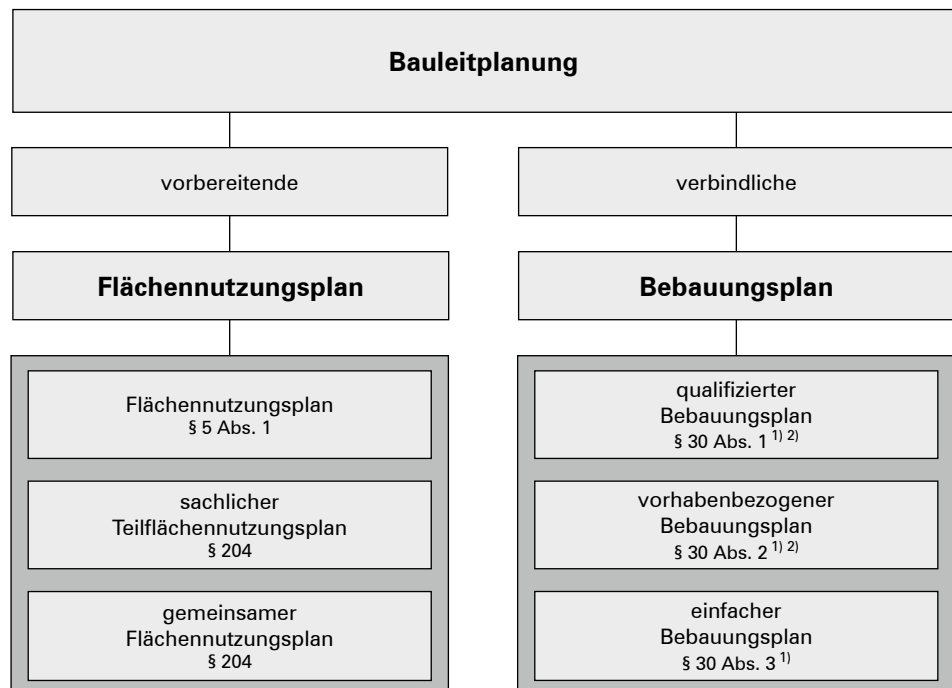 Bauleitplanung
vorbereitende
verbindliche
Flächennutzungsplan
Bebauungsplan
Flächennutzungsplan
§ 5 Abs. 1
sachlicher
Teilflächennutzungsplan
§ 204
gemeinsamer
Flächennutzungsplan
§ 204
qualifizierter
Bebauungsplan
§ 30 Abs. 1 1) 2)
vorhabenbezogener
Bebauungsplan
§ 30 Abs. 2 1) 2)
einfacher
Bebauungsplan
§ 30 Abs. 3 1)